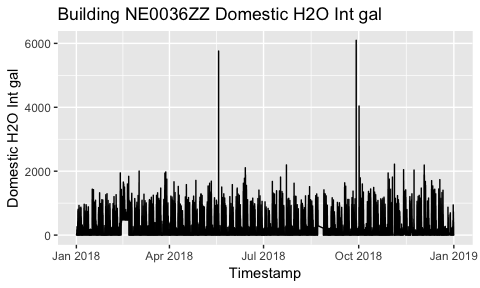 Building NE0036ZZ Domestic H2O Int gal
Domestic H2O Int gal
6000
4000
2000
0
Jan 2018 Apr 2018 Jul 2018 Oct 2018 Jan 2019
Timestamp